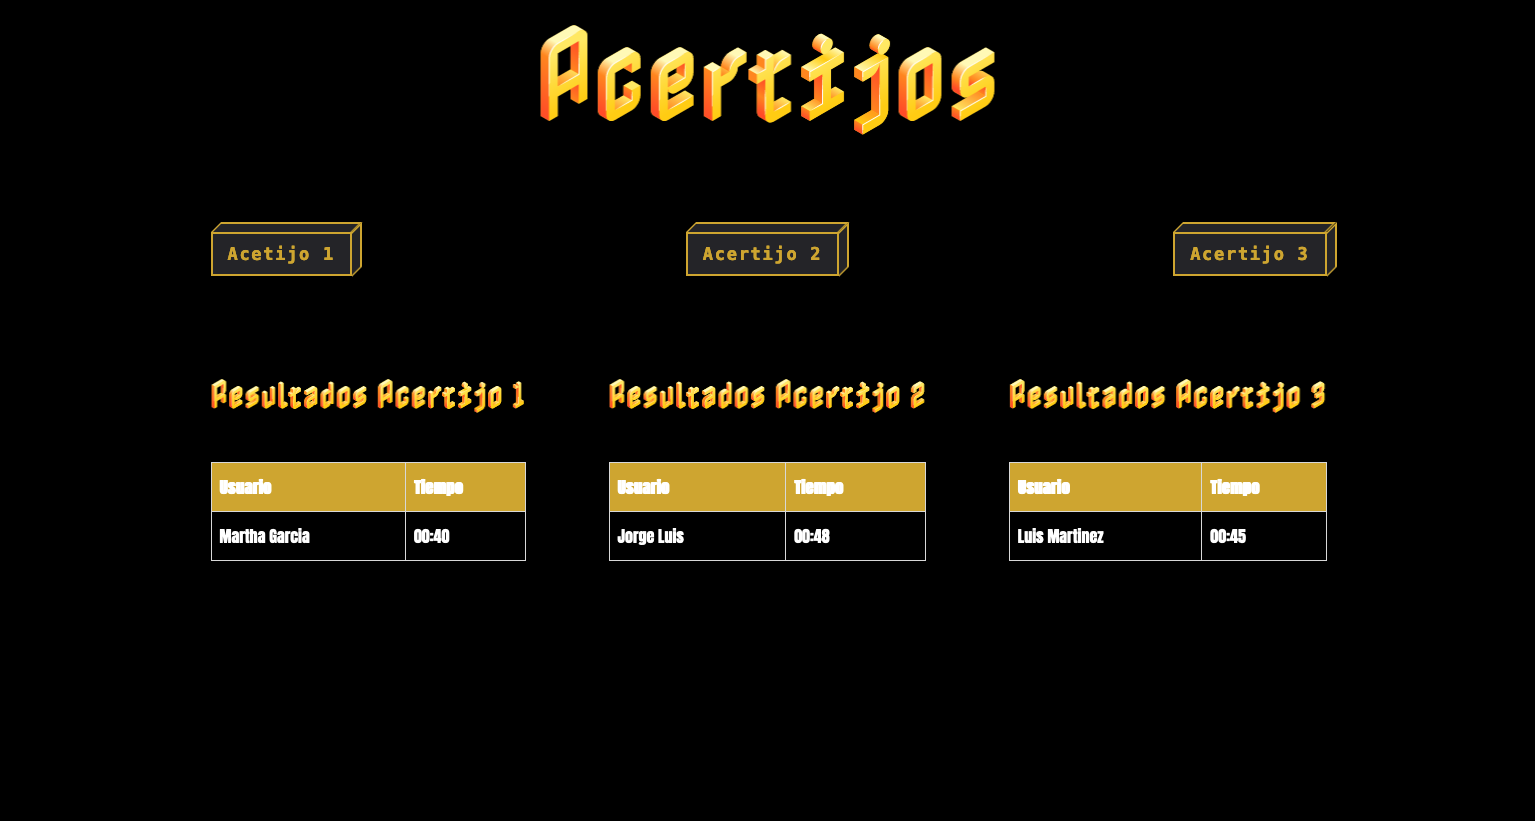 Acertijos
Acetijo 1
Acertijo 2
Acertijo 3
Resultados Acertijo 1
Resultados Acertijo 2
Resultados Acertijo 3
Usuario Tiempo
Martha Garcia 00:40
Usuario Tiempo
Jorge Luis 00:48
Usuario Tiempo
Luis Martinez 00:45